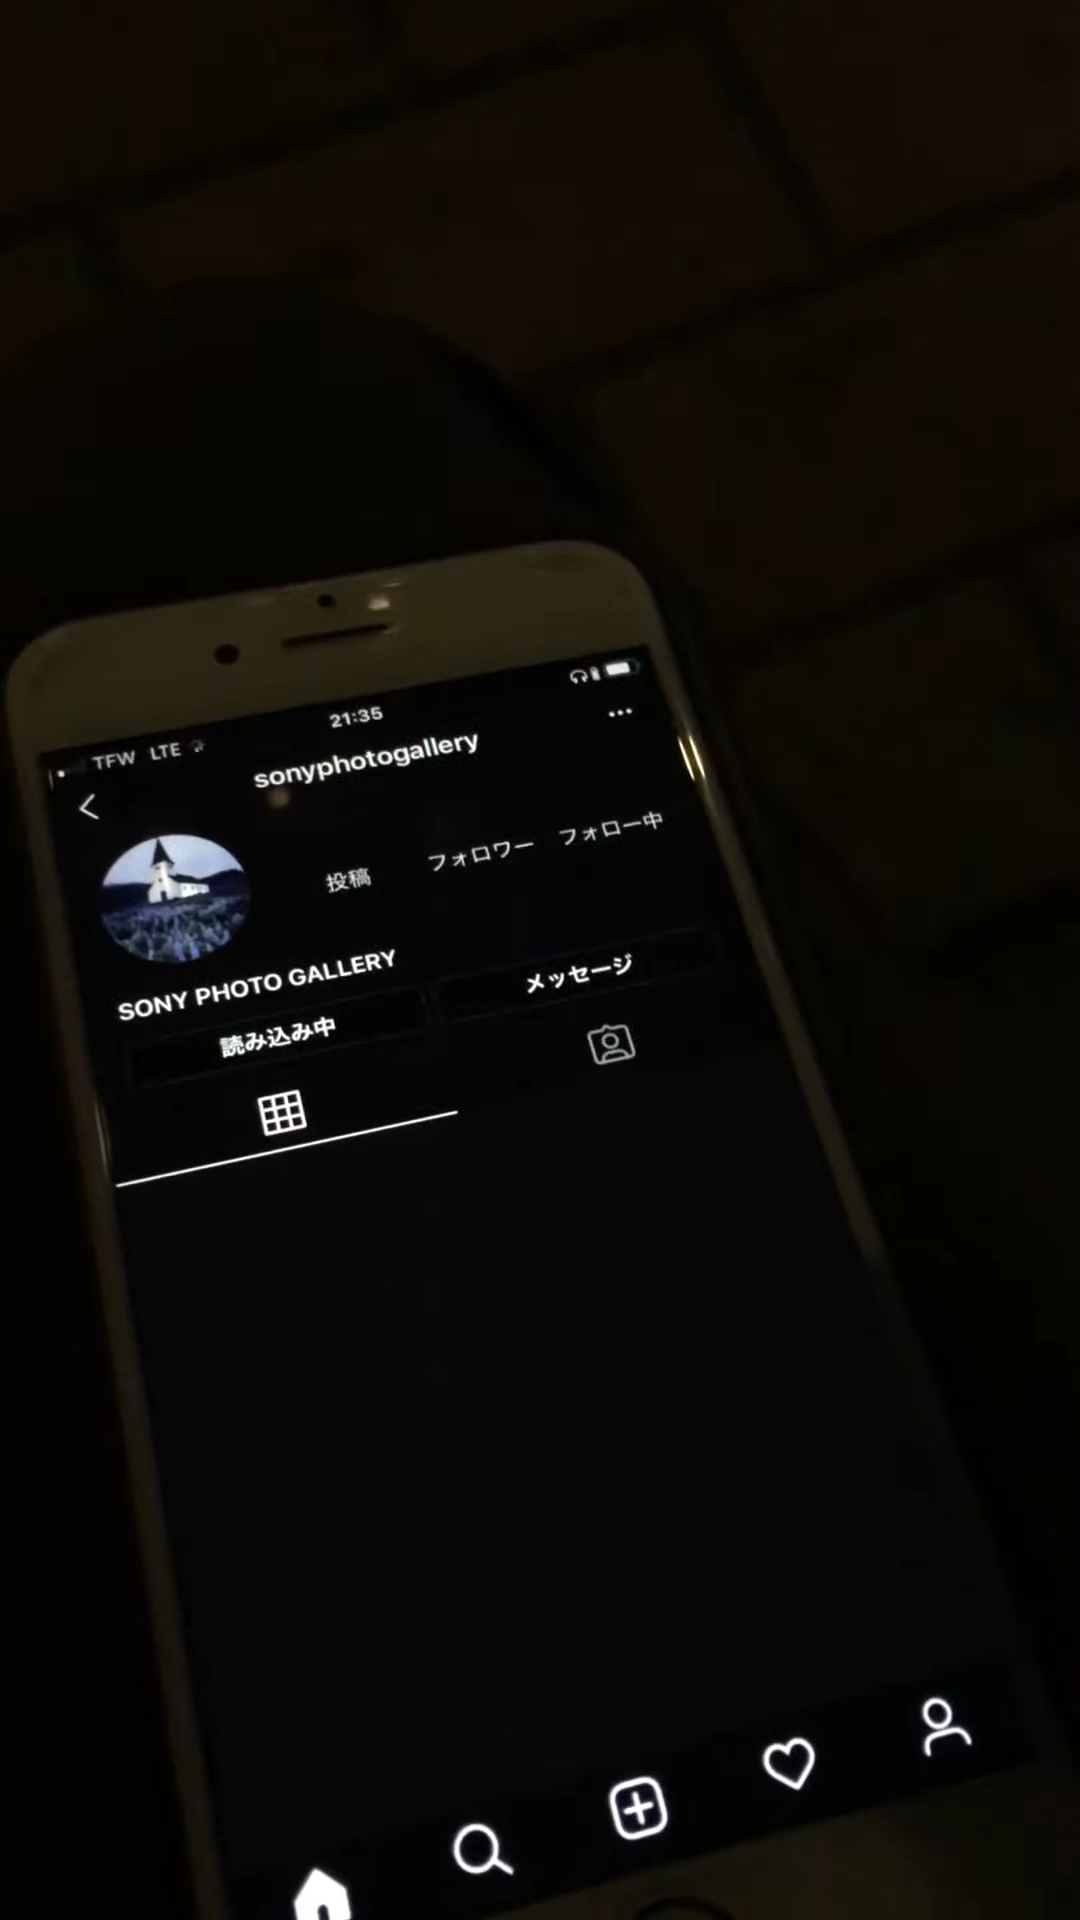 TFW LTE 21:35
sonyphotogallery
投稿 フォロワー フォロー中
SONY PHOTO GALLERY
読み込み中 メッセージ